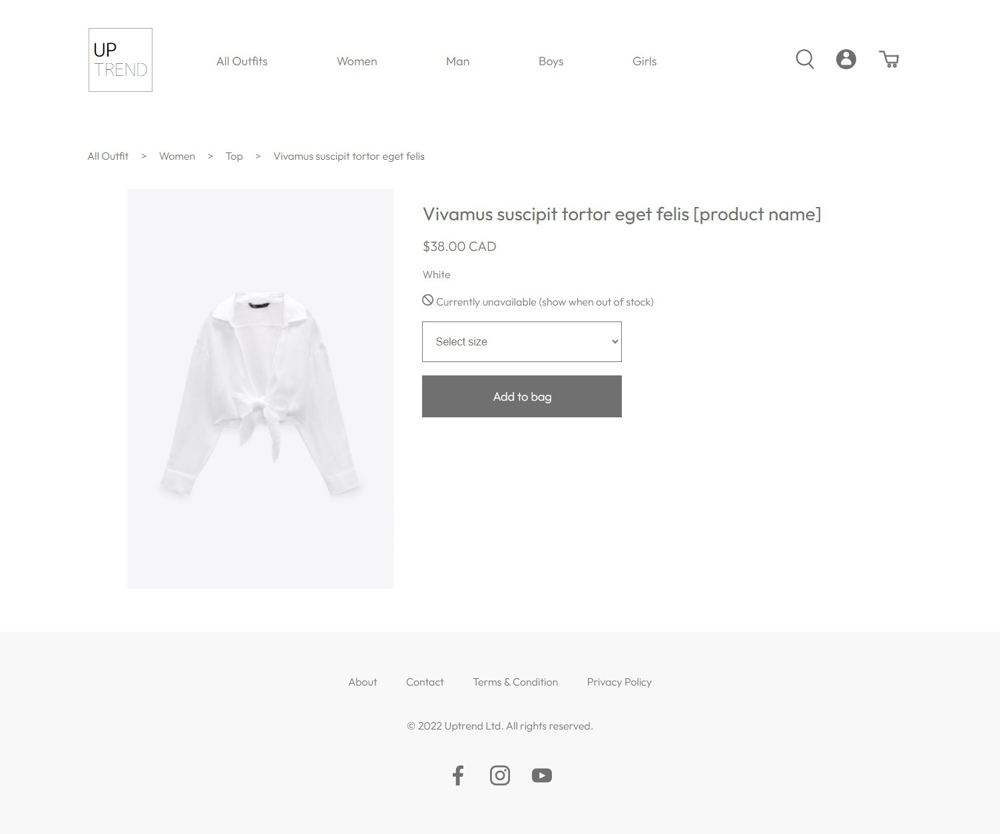 UP
TREND
All Outfits
Women
Man
Boys
Girls
All Outfit > Women > Top > Vivamus suscipit tortor eget felis
Vivamus suscipit tortor eget felis [product name]
$38.00 CAD
White
Currently unavailable (show when out of stock)
Select size
Add to bag
About
Contact
Terms & Condition
Privacy Policy
© 2022 Uptrend Ltd. All rights reserved.